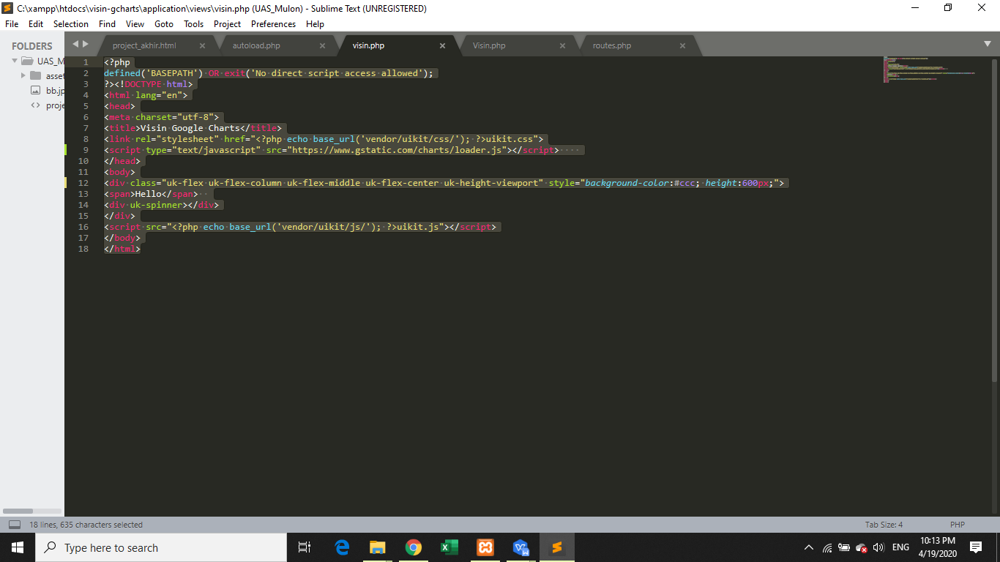 C:\xampp\htdocs\visin-gcharts\application\views\visin.php (UAS_Mulon) - Sublime Text (UNREGISTERED)
File Edit Selection Find View Goto Tools Project Preferences Help
FOLDERS
UAS_M
asset
bb.jp
proje
project_akhir.html autoload.php visin.php Visin.php routes.php
1 <?php
2 defined('BASEPATH') OR exit('No direct script access allowed');
3 ?><!DOCTYPE html>
4 <html lang="en">
5 <head>
6 <meta charset="utf-8">
7 <title>Visin Google Charts</title>
8 <link rel="stylesheet" href="<?php echo base_url('vendor/uikit/css/'); ?>uikit.css">
9 <script type="text/javascript" src="https://www.gstatic.com/charts/loader.js"></script>
10 </head>
11 <body>
12 <div class="uk-flex uk-flex-column uk-flex-middle uk-flex-center uk-height-viewport" style="background-color:#ccc; height:600px;">
13 <span>Hello</span>
14 <div uk-spinner></div>
15 </div>
16 <script src="<?php echo base_url('vendor/uikit/js/'); ?>uikit.js"></script>
17 </body>
18 </html>
18 lines, 635 characters selected
Tab Size: 4 PHP
Type here to search
ENG
10:13 PM
4/19/2020